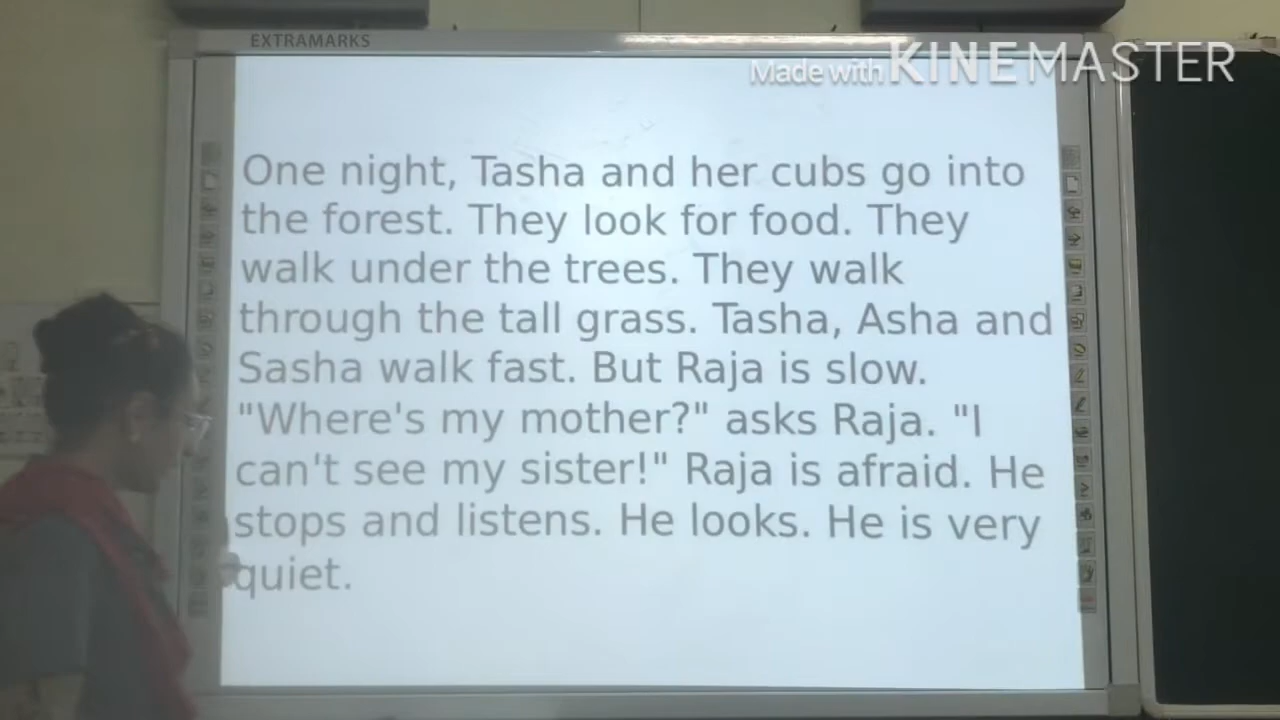 EXTRAMARKS
Made with KINEMASTER
One night, Tasha and her cubs go into
the forest. They look for food. They
walk under the trees. They walk
through the tall grass. Tasha, Asha and
Sasha walk fast. But Raja is slow.
"Where's my mother?" asks Raja. "I
can't see my sister!" Raja is afraid. He
stops and listens. He looks. He is very
quiet.